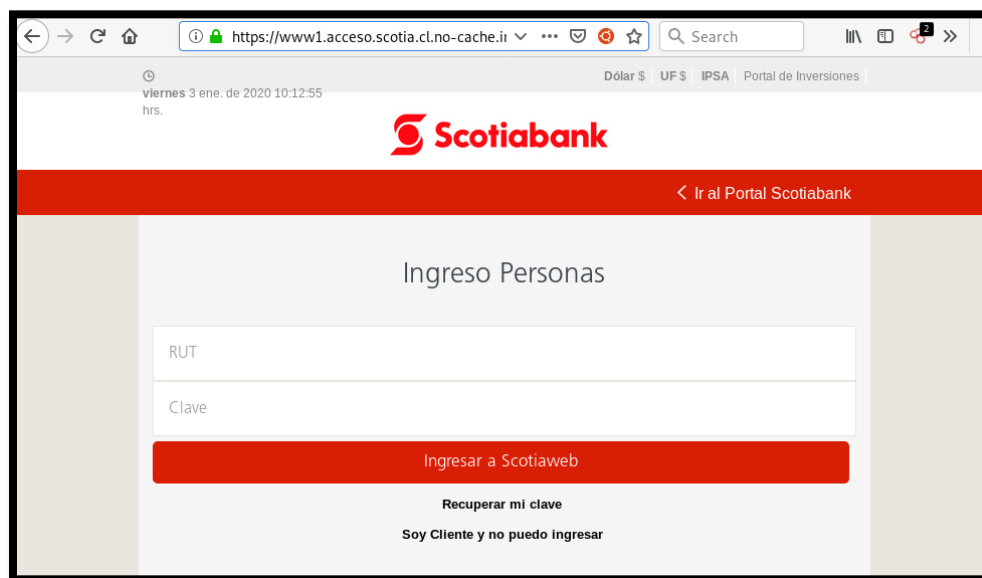 https://www1.acceso.scotia.cl.no-cache.ir
Search
2
Dólar $ UF $ IPSA Portal de Inversiones
viernes 3 ene. de 2020 10:12:55
hrs.
Scotiabank
Ir al Portal Scotiabank
Ingreso Personas
RUT
Clave
Ingresar a Scotiaweb
Recuperar mi clave
Soy Cliente y no puedo ingresar